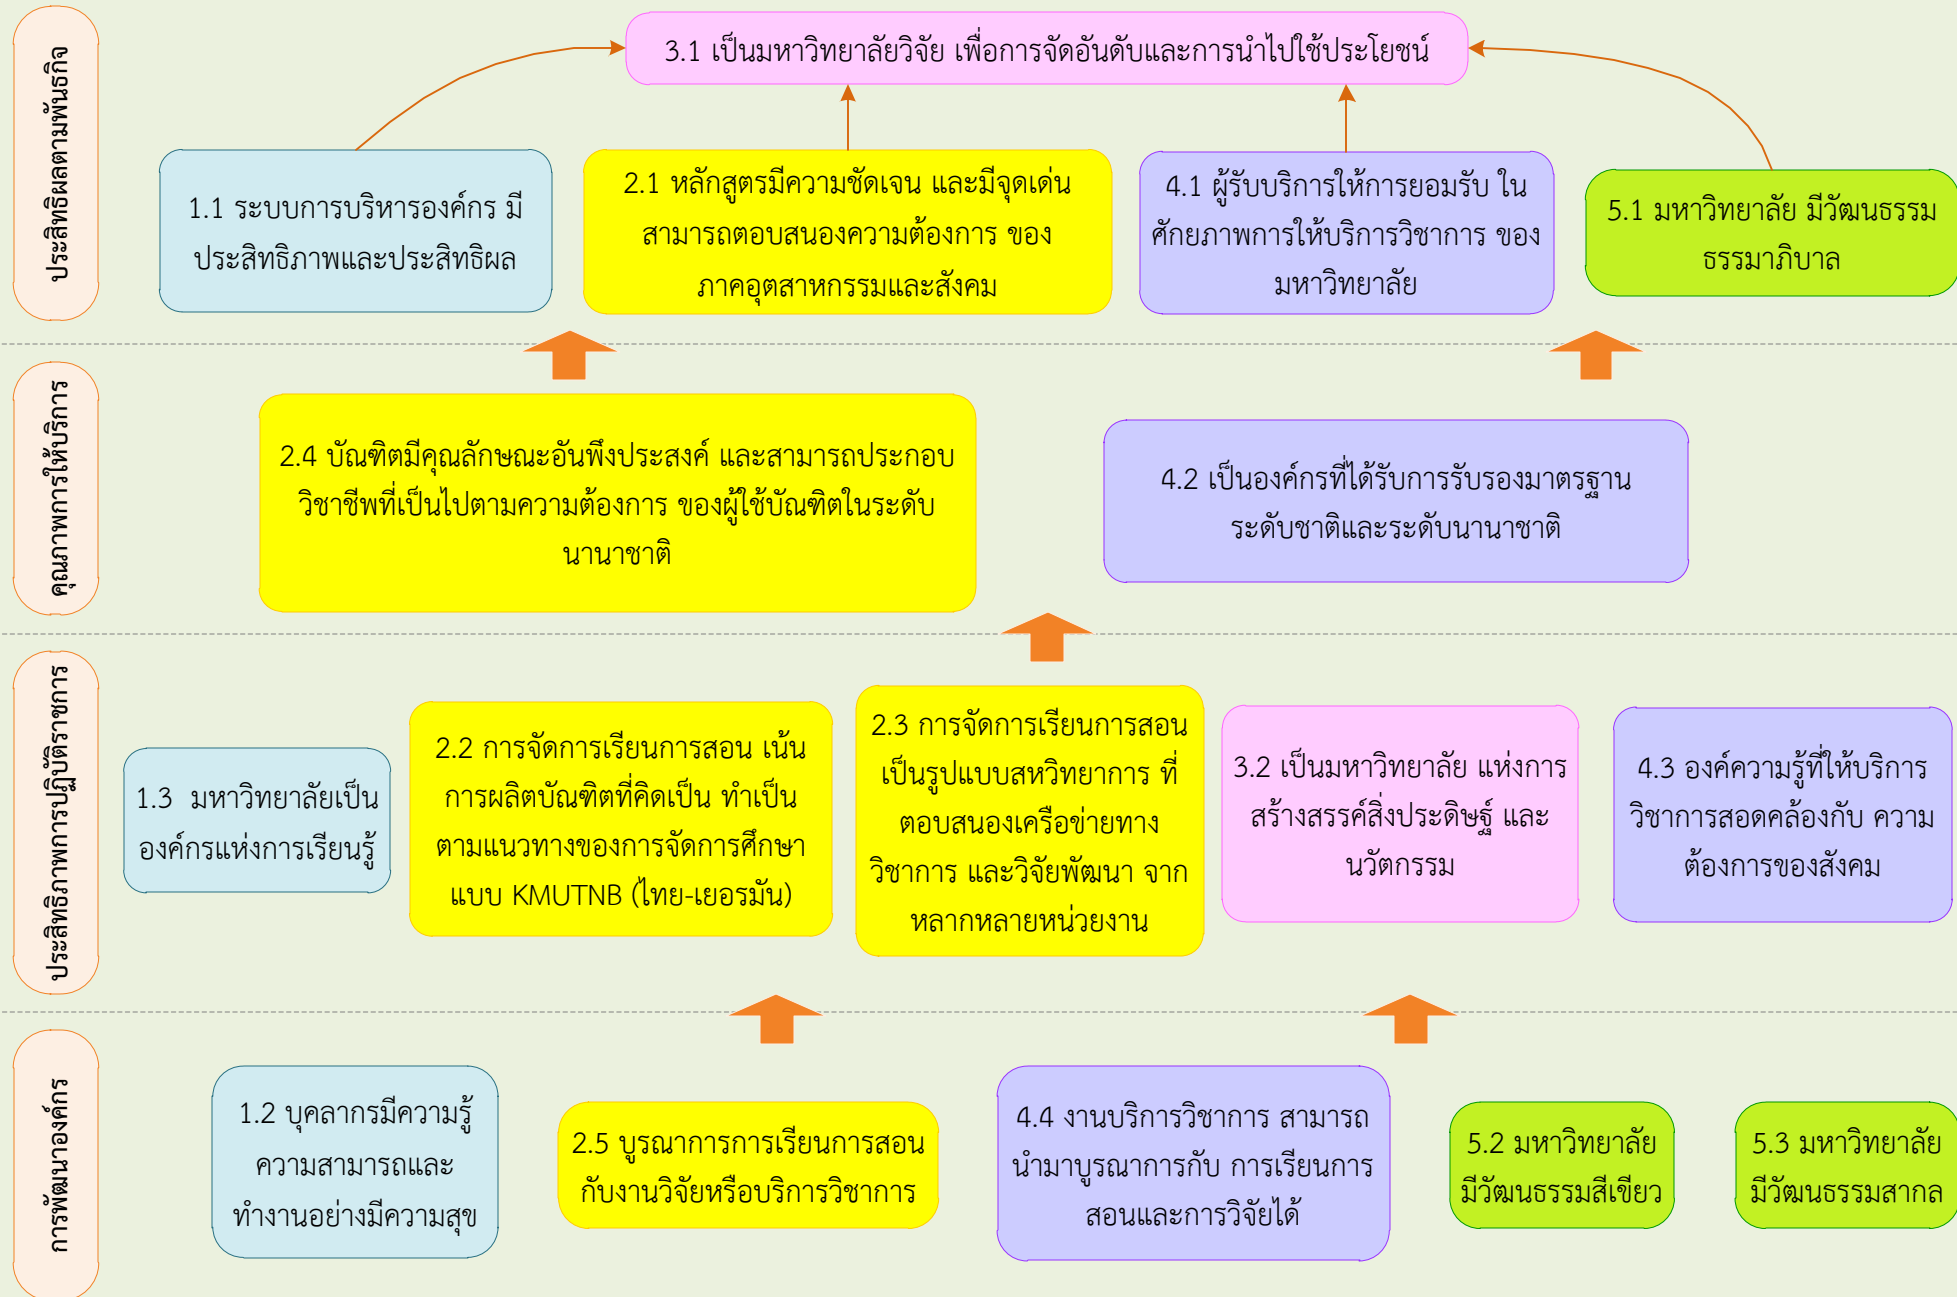 ประสิทธิผลตามพันธกิจ
3.1 เป็นมหาวิทยาลัยวิจัย เพื่อการจัดอันดับและการนำไปใช้ประโยชน์
1.1 ระบบการบริหารองค์กร มี
ประสิทธิภาพและประสิทธิผล
2.1 หลักสูตรมีความชัดเจน และมีจุดเด่น
สามารถตอบสนองความต้องการ ของ
ภาคอุตสาหกรรมและสังคม
4.1 ผู้รับบริการให้การยอมรับ ใน
ศักยภาพการให้บริการวิชาการ ของ
มหาวิทยาลัย
5.1 มหาวิทยาลัย มีวัฒนธรรม
ธรรมาภิบาล
คุณภาพการให้บริการ
2.4 บัณฑิตมีคุณลักษณะอันพึงประสงค์ และสามารถประกอบ
วิชาชีพที่เป็นไปตามความต้องการ ของผู้ใช้บัณฑิตในระดับ
นานาชาติ
4.2 เป็นองค์กรที่ได้รับการรับรองมาตรฐาน
ระดับชาติและระดับนานาชาติ
ประสิทธิภาพการปฏิบัติราชการ
1.3 มหาวิทยาลัยเป็น
องค์กรแห่งการเรียนรู้
2.2 การจัดการเรียนการสอน เน้น
การผลิตบัณฑิตที่คิดเป็น ทำเป็น
ตามแนวทางของการจัดการศึกษา
แบบ KMUTNB (ไทย-เยอรมัน)
2.3 การจัดการเรียนการสอน
เป็นรูปแบบสหวิทยาการ ที่
ตอบสนองเครือข่ายทาง
วิชาการ และวิจัยพัฒนา จาก
หลากหลายหน่วยงาน
3.2 เป็นมหาวิทยาลัย แห่งการ
สร้างสรรค์สิ่งประดิษฐ์ และ
นวัตกรรม
4.3 องค์ความรู้ที่ให้บริการ
วิชาการสอดคล้องกับ ความ
ต้องการของสังคม
การพัฒนาองค์กร
1.2 บุคลากรมีความรู้
ความสามารถและ
ทำงานอย่างมีความสุข
2.5 บูรณาการการเรียนการสอน
กับงานวิจัยหรือบริการวิชาการ
4.4 งานบริการวิชาการ สามารถ
นำมาบูรณาการกับ การเรียนการ
สอนและการวิจัยได้
5.2 มหาวิทยาลัย
มีวัฒนธรรมสีเขียว
5.3 มหาวิทยาลัย
มีวัฒนธรรมสากล